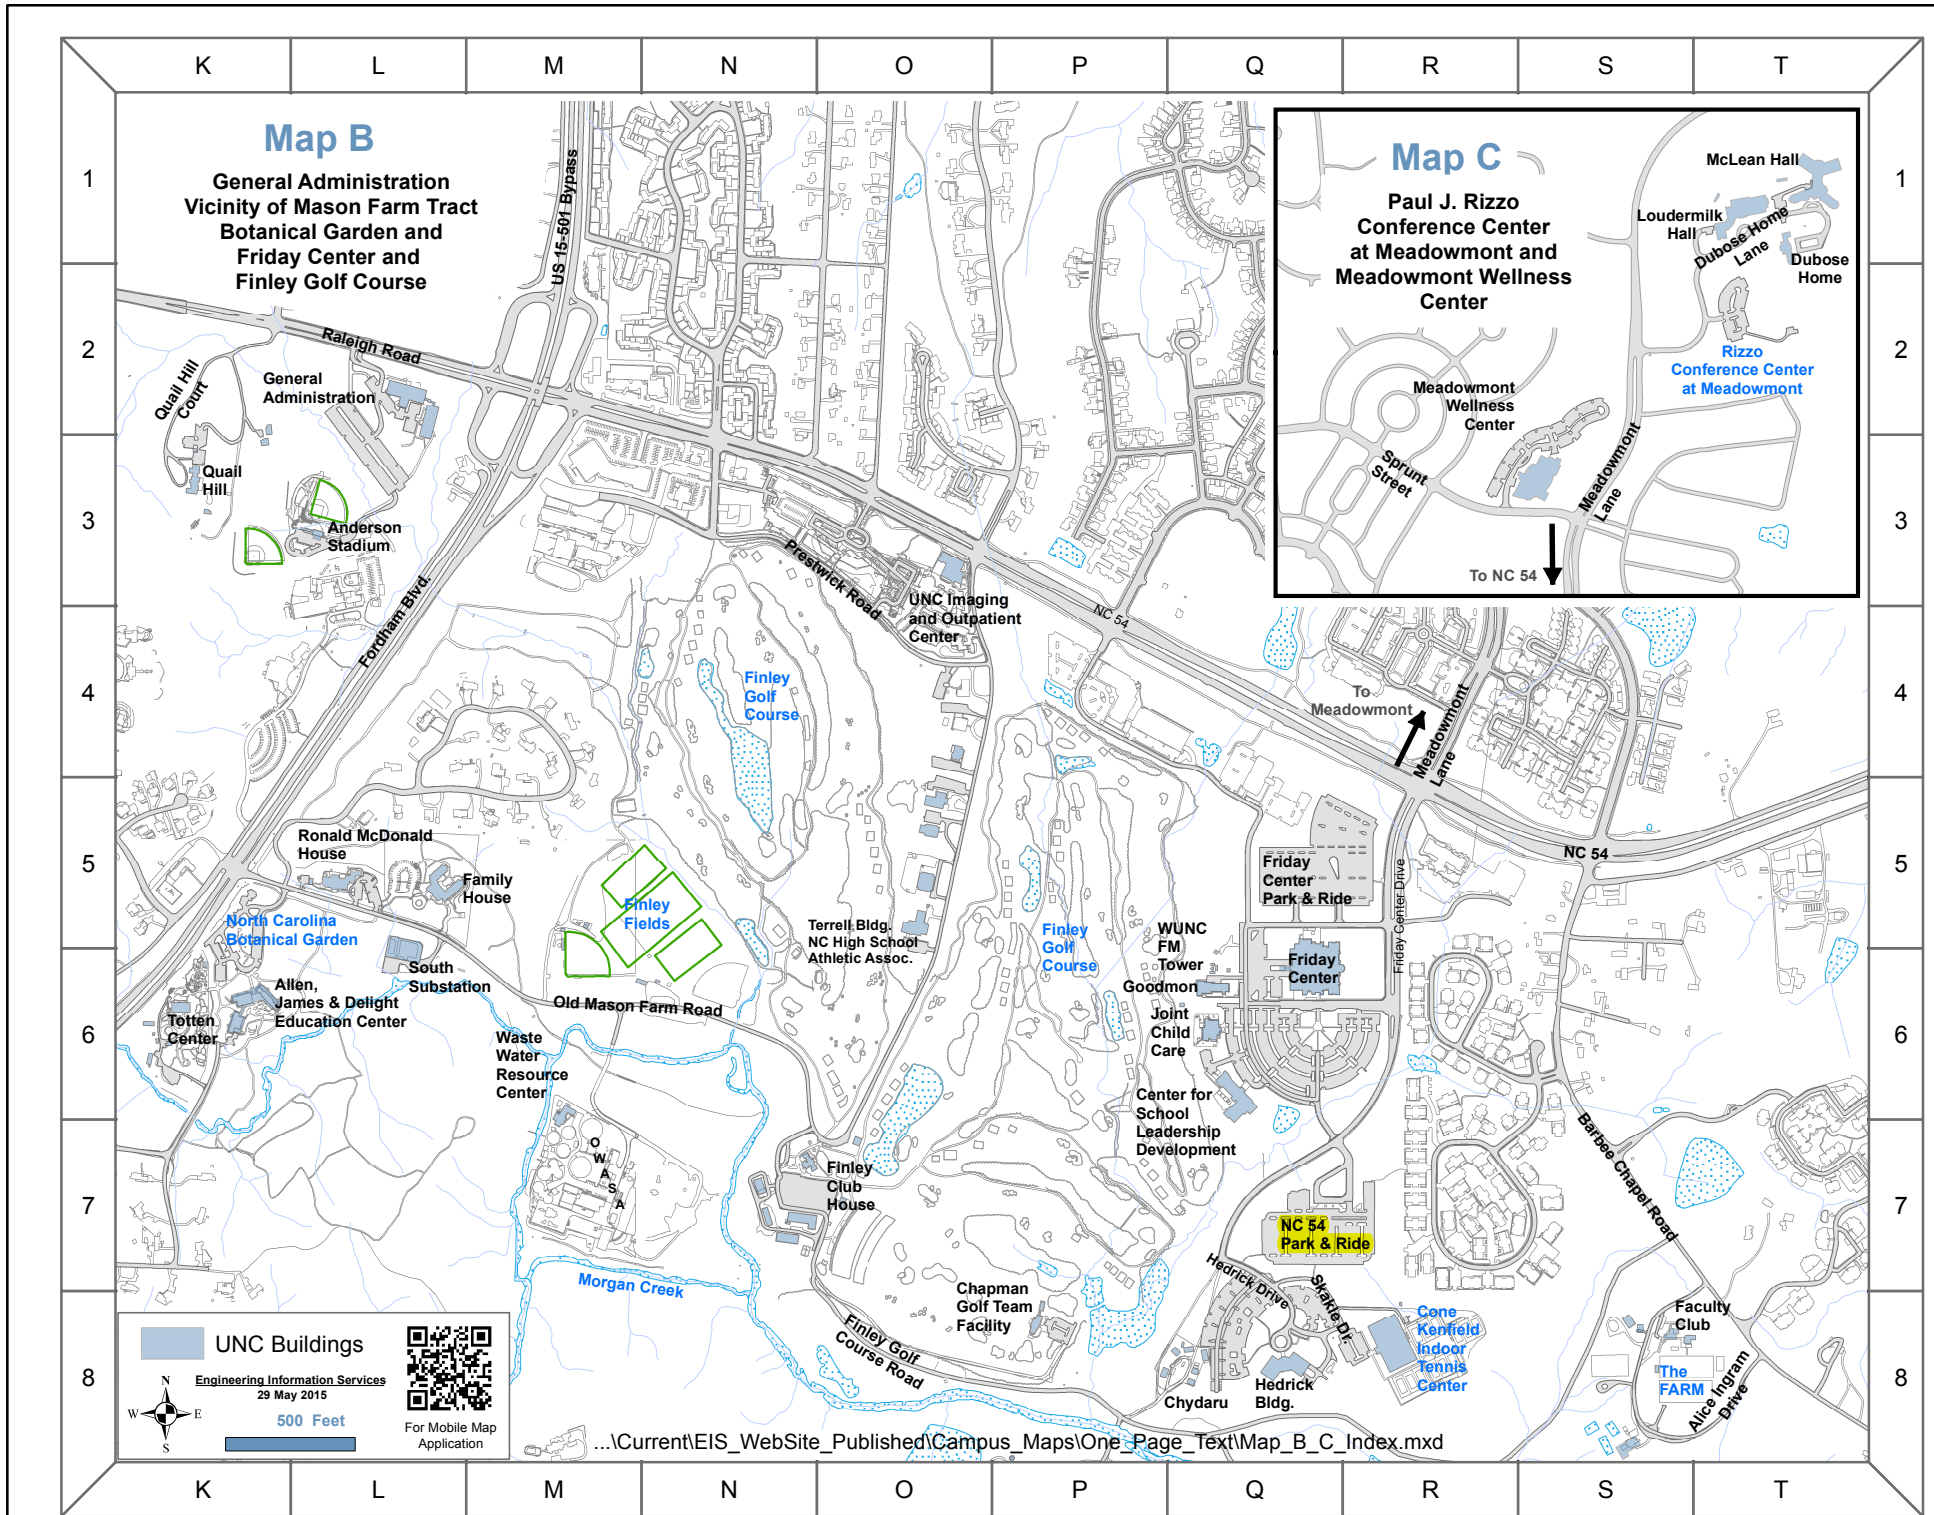 K L M N O P Q R S T
1
2
3
4
5
6
7
8
Map B
General Administration
Vicinity of Mason Farm Tract
Botanical Garden and
Friday Center and
Finley Golf Course
US 15-501 Bypass
Map C
Paul J. Rizzo
Conference Center
at Meadowmont and
Meadowmont Wellness
Center
McLean Hall
Loudermilk
Hall
Dubose Home
Lane
Dubose
Home
Rizzo
Conference Center
at Meadowmont
Meadowmont
Wellness
Center
Sprunt
Street
Meadowmont
Lane
To NC 54
Raleigh Road
Quail Hill
Court
General
Administration
Quail
Hill
Anderson
Stadium
Fordham Blvd.
Prestwick Road
UNC Imaging
and Outpatient
Center
NC 54
Finley
Golf
Course
To
Meadowmont
Meadowmont
Lane
Ronald McDonald
House
Family
House
Finley
Fields
North Carolina
Botanical Garden
South
Substation
Allen,
James & Delight
Education Center
Totten
Center
Old Mason Farm Road
Waste
Water
Resource
Center
Terrell Bldg.
NC High School
Athletic Assoc.
Finley
Golf
Course
WUNC
FM
Tower
Goodmon
Joint
Child
Care
Center for
School
Leadership
Development
Friday
Center
Park & Ride
Friday
Center
Friday Center Drive
NC 54
Barbee Chapel Road
O
W
A
S
A
Finley
Club
House
NC 54
Park & Ride
Hedrick Drive
Skakle Dr.
Morgan Creek
Chapman
Golf Team
Facility
Finley Golf
Course Road
Chydaru
Hedrick
Bldg.
Cone
Kenfield
Indoor
Tennis
Center
Faculty
Club
The
FARM
Alice Ingram
Drive
UNC Buildings
Engineering Information Services
29 May 2015
500 Feet
N
W E
S
For Mobile Map
Application
...\Current\EIS_WebSite_Published\Campus_Maps\One_Page_Text\Map_B_C_Index.mxd
1
2
3
4
5
6
7
8
K L M N O P Q R S T